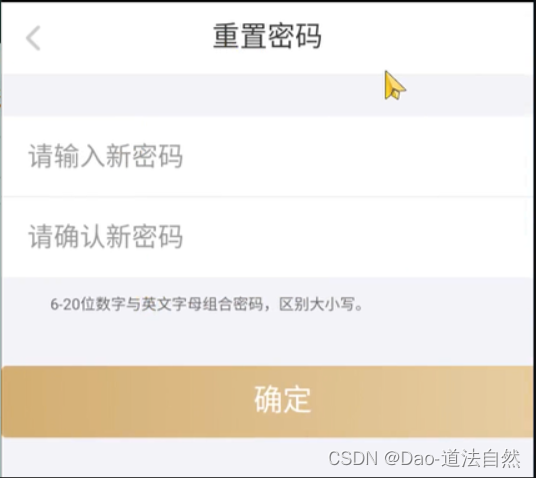 重置密码
请输入新密码
请确认新密码
6-20位数字与英文字母组合密码，区别大小写。
确定
CSDN @Dao-道法自然